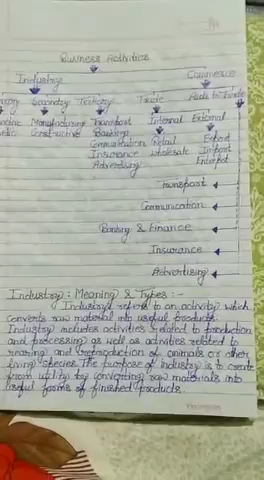 Business Activities
Industry Commerce
Secondary Tertiary Trade Aids to Trade
Manufacturing Transport Internal External
Constructive Banking
Communication Retail Export
Insurance Wholesale Import
Advertising Entrepot
Transport
Communication
Banking & Finance
Insurance
Advertising
Industry : Meaning & Types :-
Industry refers to an activity which
converts raw material into useful products.
Industry includes activities related to production
and processing as well as activities related to
rearing and reproduction of animals or other
living species. The purpose of industry is to create
from utility by converting raw materials into
useful forms of finished products.